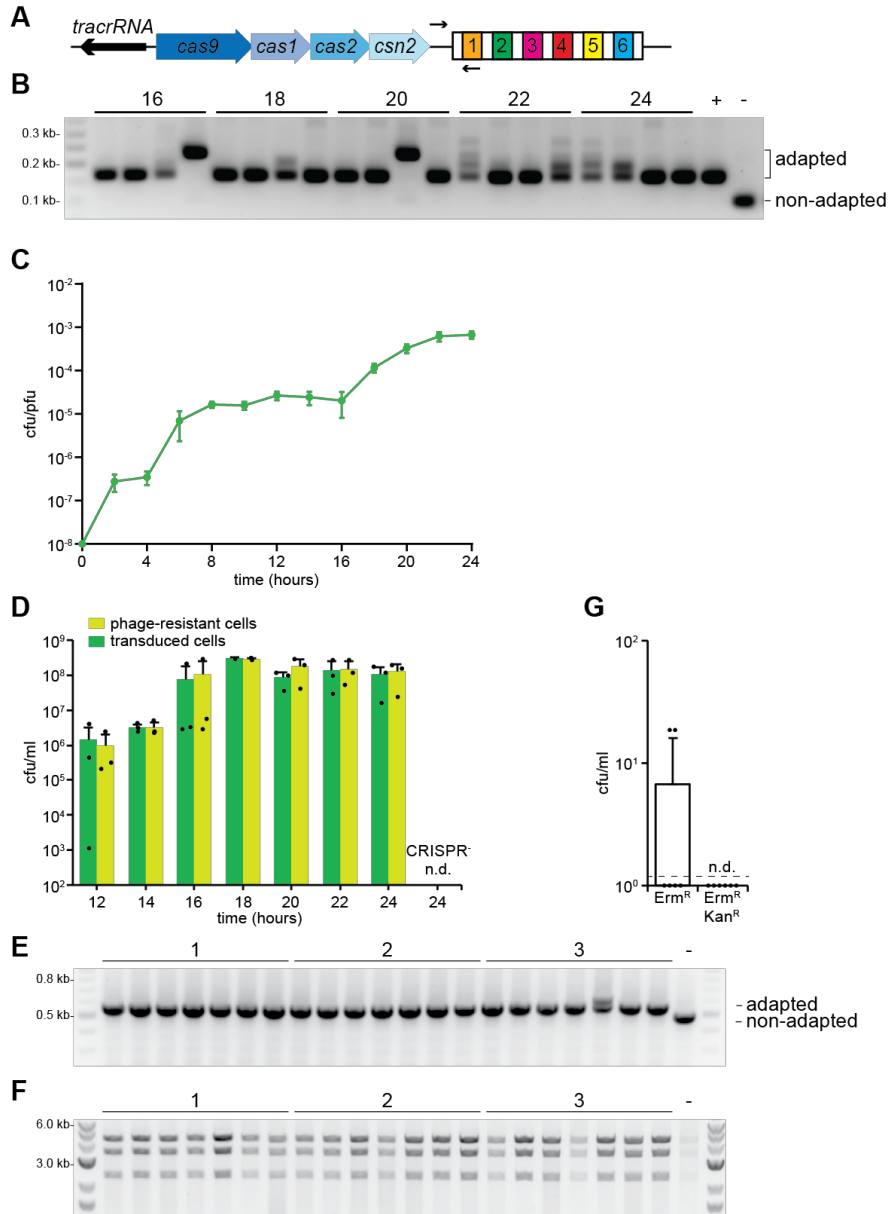 A
tracrRNA
cas9 cas1 cas2 csn2 1 2 3 4 5 6
B
16 18 20 22 24 + -
0.3 kb-
0.2 kb-
0.1 kb-
adapted
non-adapted
C
10-2
10-3
10-4
10-5
10-6
10-7
10-8
cfu/pfu
0 4 8 12 16 20 24
time (hours)
D
phage-resistant cells
transduced cells
109
108
107
106
105
104
103
102
cfu/ml
CRISPR-
n.d.
12 14 16 18 20 22 24 24
time (hours)
G
102
101
100
cfu/ml
n.d.
ErmR ErmR
KanR
E
1 2 3 -
0.8 kb-
0.5 kb-
adapted
non-adapted
F
1 2 3 -
6.0 kb-
3.0 kb-